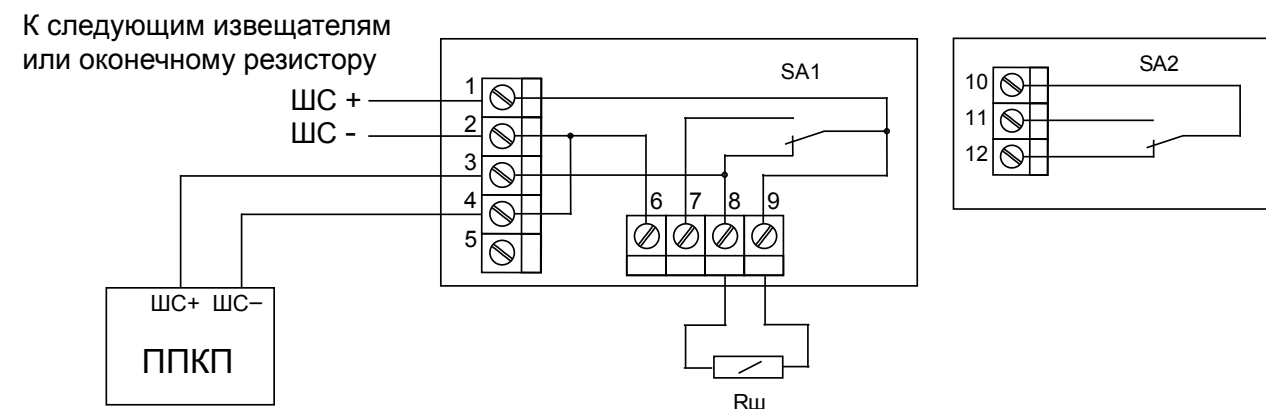 К следующим извещателям
или оконечному резистору
ШС +
ШС -
1
2
3
4
5
SA1
6 7 8 9
10
11
12
SA2
ШС+ ШС–
ППКП
Rш